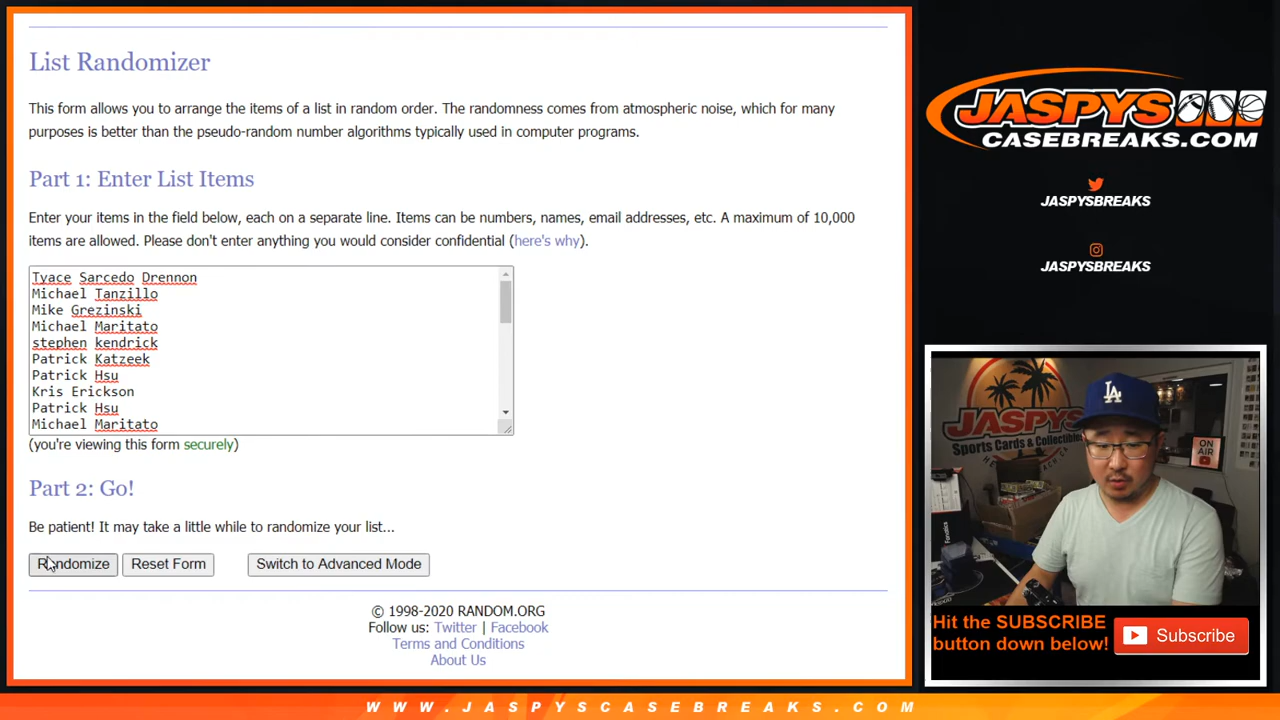 List Randomizer
This form allows you to arrange the items of a list in random order. The randomness comes from atmospheric noise, which for many
purposes is better than the pseudo-random number algorithms typically used in computer programs.
Part 1: Enter List Items
Enter your items in the field below, each on a separate line. Items can be numbers, names, email addresses, etc. A maximum of 10,000
items are allowed. Please don't enter anything you would consider confidential (here's why).
Tyace Sarcedo Drennon
Michael Tanzillo
Mike Grezinski
Michael Maritato
stephen kendrick
Patrick Katzeek
Patrick Hsu
Kris Erickson
Patrick Hsu
Michael Maritato
(you're viewing this form securely)
Part 2: Go!
Be patient! It may take a little while to randomize your list...
Randomize Reset Form Switch to Advanced Mode
© 1998-2020 RANDOM.ORG
Follow us: Twitter | Facebook
Terms and Conditions
About Us
JASPYS
CASEBREAKS.COM
JASPYSBREAKS
JASPYSBREAKS
JASPYS
Sports Cards & Collectibles
ON
AIR
LA
Fanatics
Hit the SUBSCRIBE
button down below!
Subscribe
WWW.JASPYSCASEBREAKS.COM